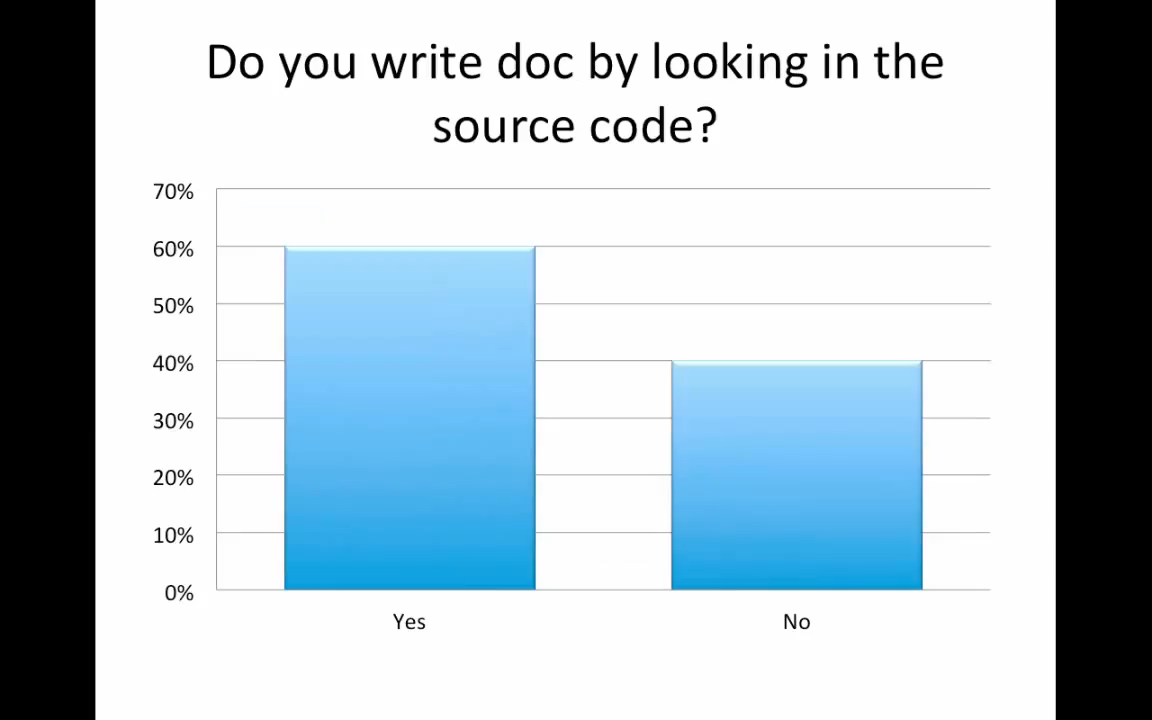 Do you write doc by looking in the
source code?
70%
60%
50%
40%
30%
20%
10%
0%
Yes
No